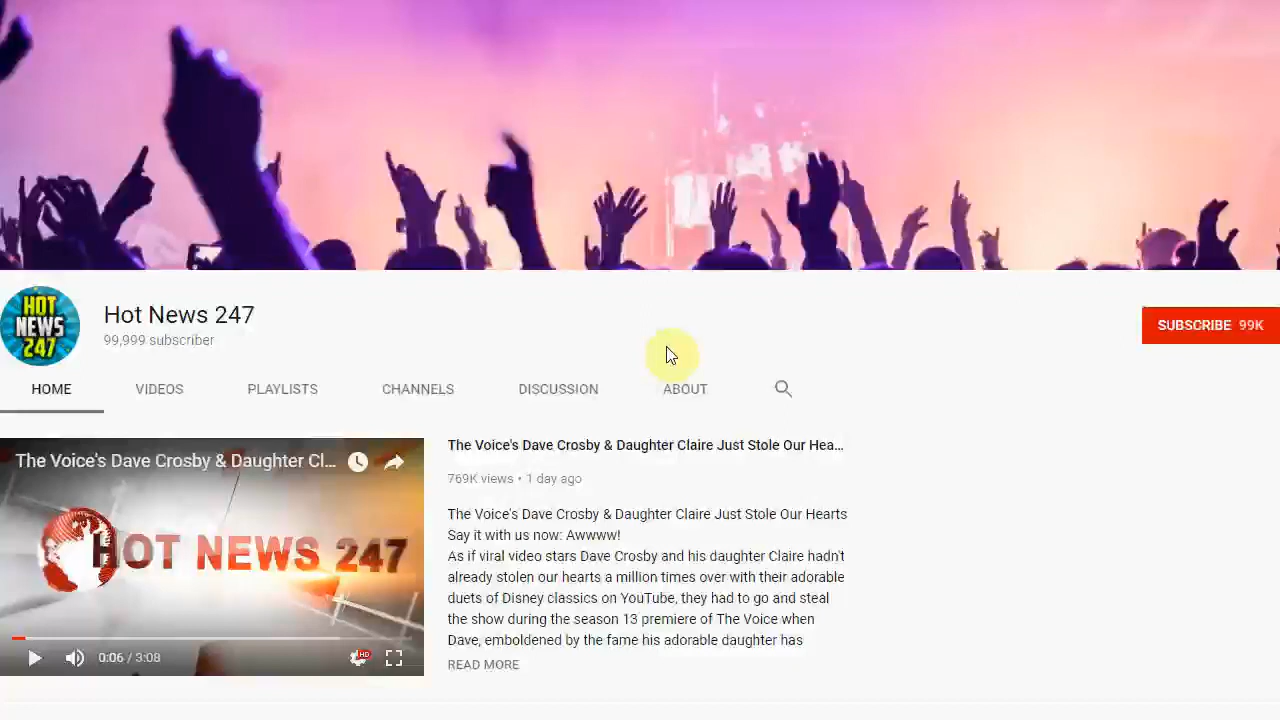 HOT
NEWS
247
Hot News 247
99,999 subscriber
SUBSCRIBE 99K
HOME VIDEOS PLAYLISTS CHANNELS DISCUSSION ABOUT
The Voice's Dave Crosby & Daughter Cl...
HOT NEWS 247
0:06 / 3:08
HD
The Voice's Dave Crosby & Daughter Claire Just Stole Our Hea...
769K views • 1 day ago
The Voice's Dave Crosby & Daughter Claire Just Stole Our Hearts
Say it with us now: Awwww!
As if viral video stars Dave Crosby and his daughter Claire hadn't
already stolen our hearts a million times over with their adorable
duets of Disney classics on YouTube, they had to go and steal
the show during the season 13 premiere of The Voice when
Dave, emboldened by the fame his adorable daughter has
READ MORE